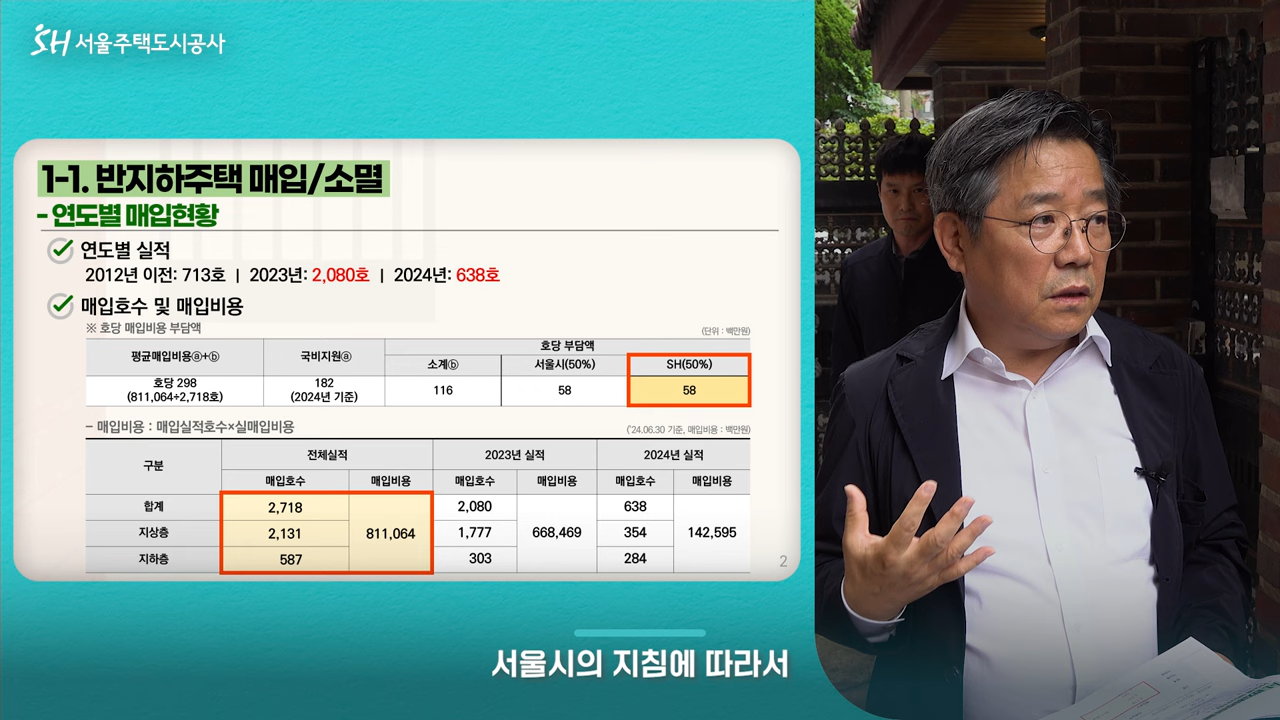 SH 서울주택도시공사
1-1. 반지하주택 매입/소멸
- 연도별 매입현황
연도별 실적
2012년 이전: 713호 | 2023년: 2,080호 | 2024년: 638호
매입호수 및 매입비용
※ 호당 매입비용 부담액
(단위 : 백만원)
평균매입비용ⓐ+ⓑ 국비지원ⓐ 호당 부담액
소계ⓑ 서울시(50%) SH(50%)
호당 298 182 116 58 58
(811,064÷2,718호) (2024년 기준)
– 매입비용 : 매입실적호수×실매입비용
('24.06.30 기준, 매입비용 : 백만원)
구분 전체실적 2023년 실적 2024년 실적
매입호수 매입비용 매입호수 매입비용 매입호수 매입비용
합계 2,718 2,080 638
지상층 2,131 811,064 1,777 668,469 354 142,595
지하층 587 303 284
2
서울시의 지침에 따라서